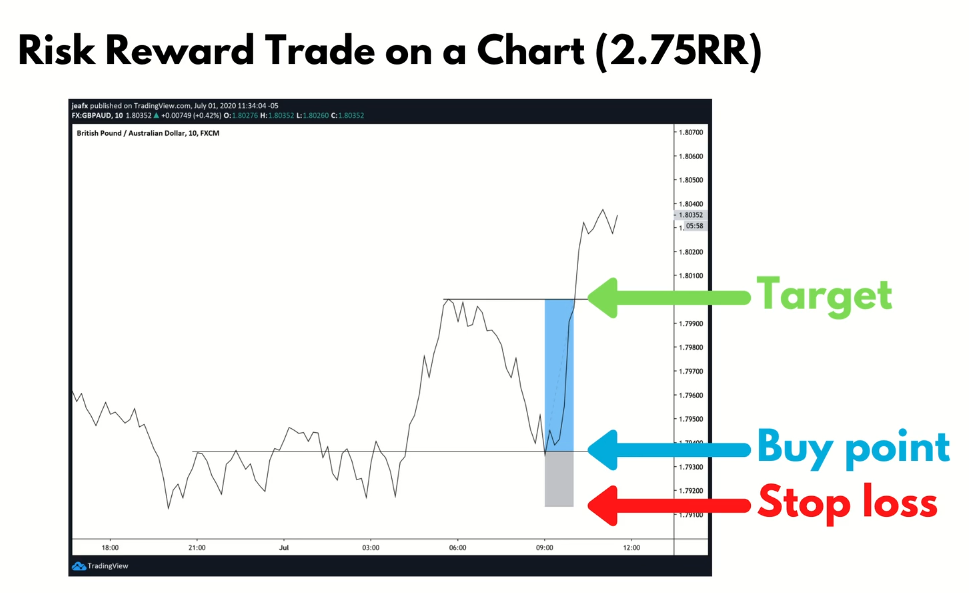 Risk Reward Trade on a Chart (2.75RR)
jeafx published on TradingView.com, July 01, 2020 11:34:04 -05
FX:GBPAUD, 10 1.80352 ▲ +0.00749 (+0.42%) O:1.80276 H:1.80352 L:1.80260 C:1.80352
British Pound / Australian Dollar, 10, FXCM
1.80700
1.80600
1.80500
1.80400
1.80352
05:58
1.80200
1.80100
Target
1.79900
1.79800
1.79700
1.79600
1.79500
Buy point
1.79300
1.79200
Stop loss
1.79100
18:00 21:00 Jul 03:00 06:00 09:00 12:00
TradingView